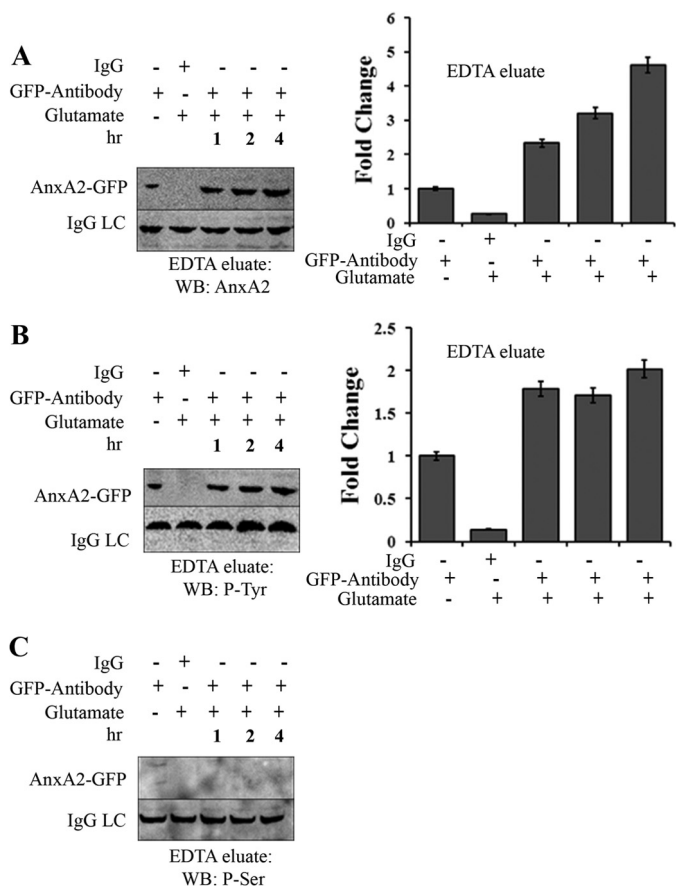 A
IgG - + - - -
GFP-Antibody + - + + +
Glutamate - + + + +
hr 1 2 4
AnxA2-GFP
IgG LC
EDTA eluate:
WB: AnxA2
Fold Change
6
5
4
3
2
1
0
EDTA eluate
IgG - + - - -
GFP-Antibody + - + + +
Glutamate - + + + +
B
IgG - + - - -
GFP-Antibody + - + + +
Glutamate - + + + +
hr 1 2 4
AnxA2-GFP
IgG LC
EDTA eluate:
WB: P-Tyr
Fold Change
2.5
2
1.5
1
0.5
0
EDTA eluate
IgG - + - - -
GFP-Antibody + - + + +
Glutamate - + + + +
C
IgG - + - - -
GFP-Antibody + - + + +
Glutamate - + + + +
hr 1 2 4
AnxA2-GFP
IgG LC
EDTA eluate:
WB: P-Ser